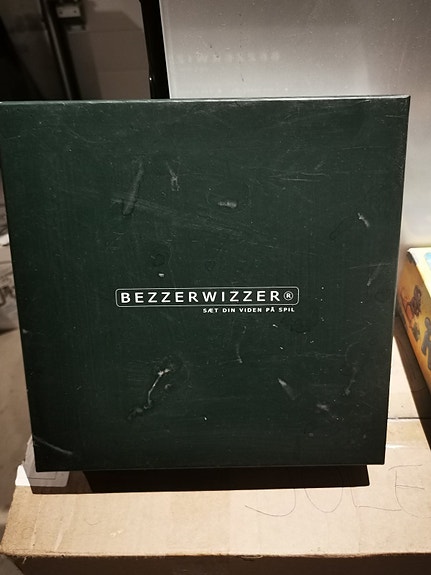 BEZZERWIZZER®
SÆT DIN VIDEN PÅ SPIL